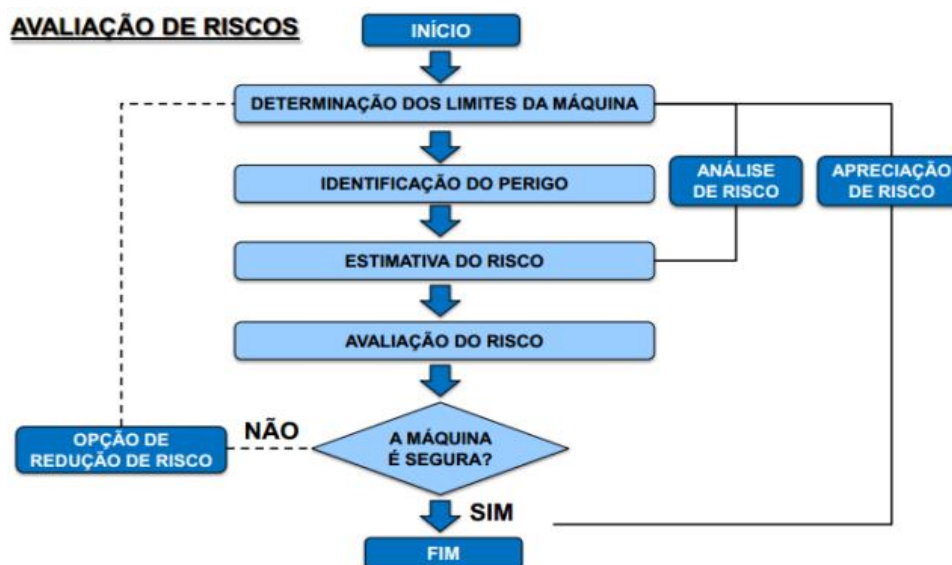 AVALIAÇÃO DE RISCOS
INÍCIO
DETERMINAÇÃO DOS LIMITES DA MÁQUINA
IDENTIFICAÇÃO DO PERIGO
ANÁLISE
DE RISCO
APRECIAÇÃO
DE RISCO
ESTIMATIVA DO RISCO
AVALIAÇÃO DO RISCO
A MÁQUINA
É SEGURA?
NÃO
OPÇÃO DE
REDUÇÃO DE RISCO
SIM
FIM